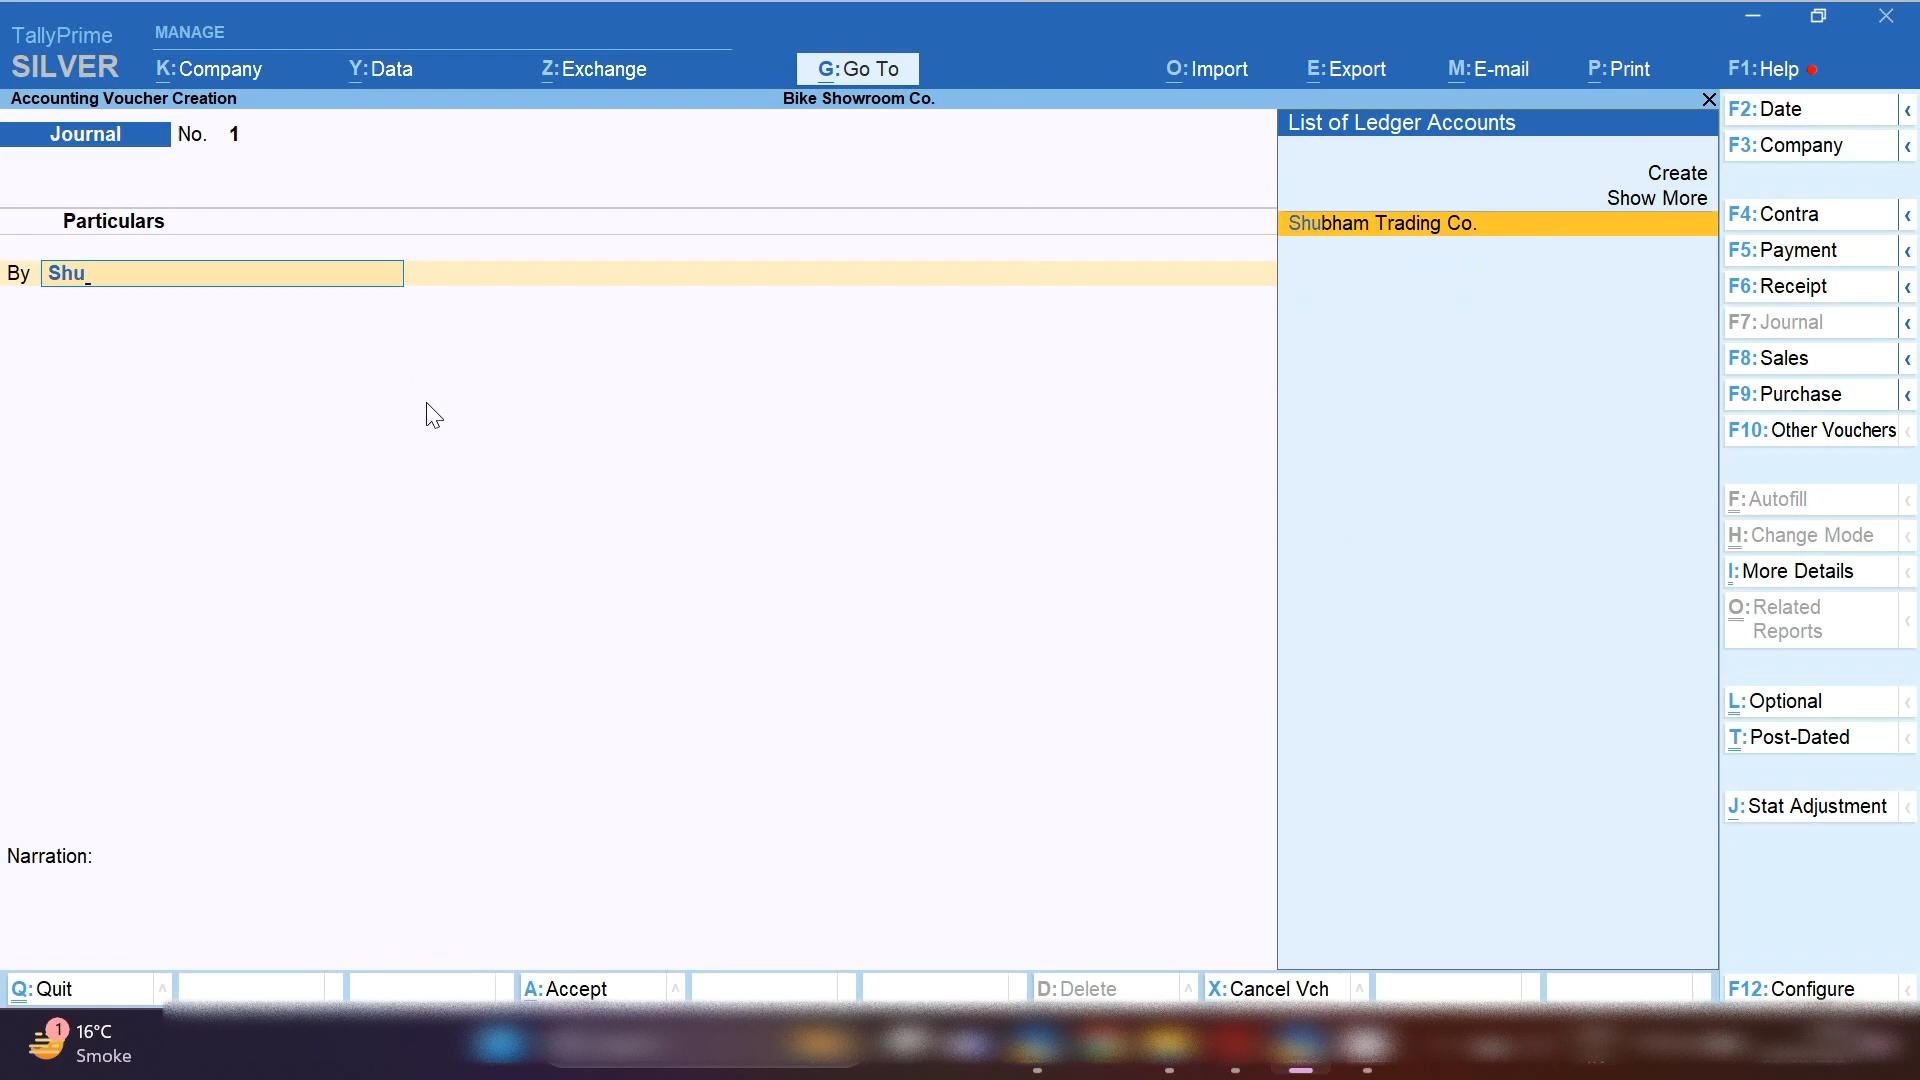 TallyPrime
SILVER
MANAGE
K:Company
Y:Data
Z:Exchange
G:Go To
O:Import
E:Export
M:E-mail
P:Print
F1:Help
Accounting Voucher Creation
Bike Showroom Co.
Journal No. 1
Particulars
By Shu
Narration:
List of Ledger Accounts
Create
Show More
Shubham Trading Co.
F2:Date
F3:Company
F4:Contra
F5:Payment
F6:Receipt
F7:Journal
F8:Sales
F9:Purchase
F10:Other Vouchers
F:Autofill
H:Change Mode
I:More Details
O:Related
Reports
L:Optional
T:Post-Dated
J:Stat Adjustment
Q:Quit
A:Accept
D:Delete
X:Cancel Vch
F12:Configure
1
16°C
Smoke